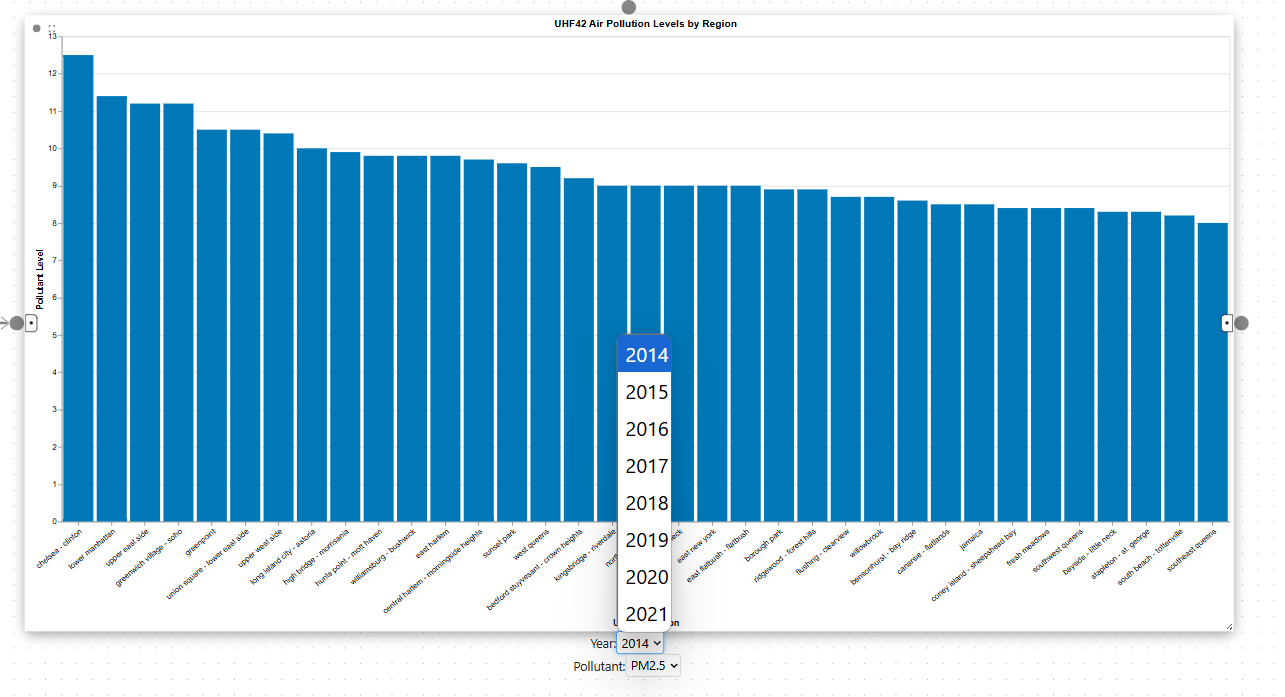 UHF42 Air Pollution Levels by Region
Pollutant Level
13
12
11
10
9
8
7
6
5
4
3
2
1
0
chelsea - clinton
lower manhattan
upper east side
greenwich village - soho
greenpoint
union square - lower east side
upper west side
long island city - astoria
high bridge - morrisania
hunts point - mott haven
williamsburg - bushwick
east harlem
central harlem - morningside heights
sunset park
west queens
bedford stuyvesant - crown heights
kingsbridge - riverdale
east new york
east flatbush - flatbush
borough park
ridgewood - forest hills
flushing - clearview
willowbrook
bensonhurst - bay ridge
canarsie - flatlands
jamaica
coney island - sheepshead bay
fresh meadows
southwest queens
bayside - little neck
stapleton - st. george
south beach - tottenville
southeast queens
2014
2015
2016
2017
2018
2019
2020
2021
Year: 2014
Pollutant: PM2.5